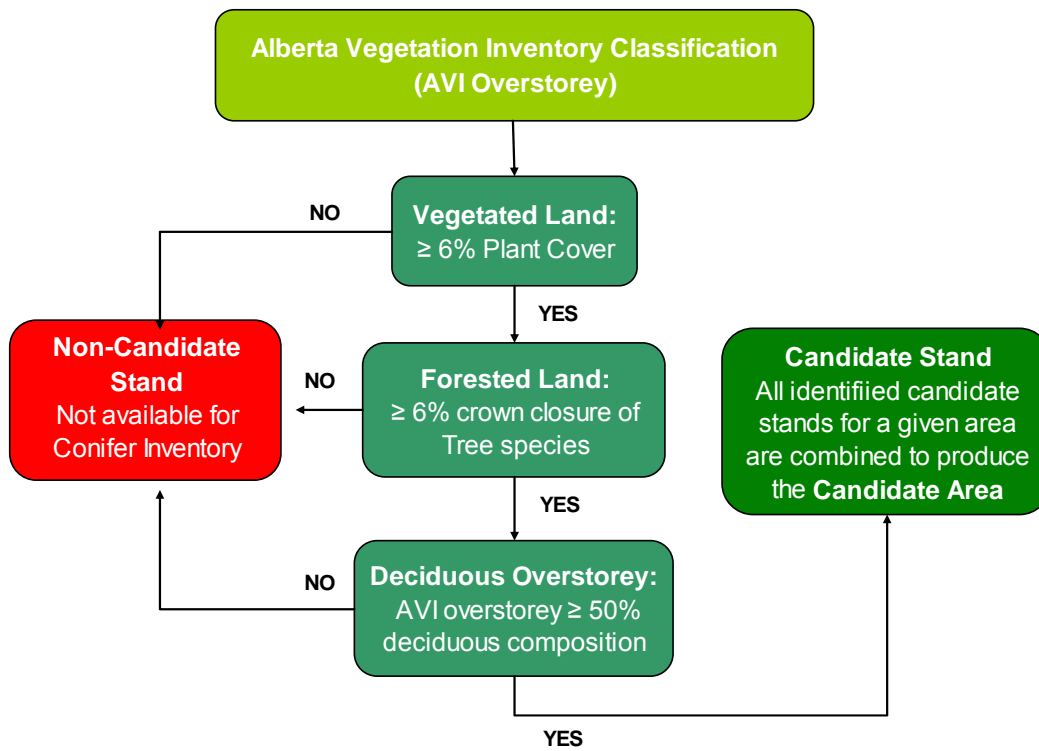 Alberta Vegetation Inventory Classification
(AVI Overstorey)
NO
Vegetated Land:
≥ 6% Plant Cover
YES
Non-Candidate
Stand
Not available for
Conifer Inventory
NO
Forested Land:
≥ 6% crown closure of
Tree species
Candidate Stand
All identifiied candidate
stands for a given area
are combined to produce
the Candidate Area
YES
NO
Deciduous Overstorey:
AVI overstorey ≥ 50%
deciduous composition
YES